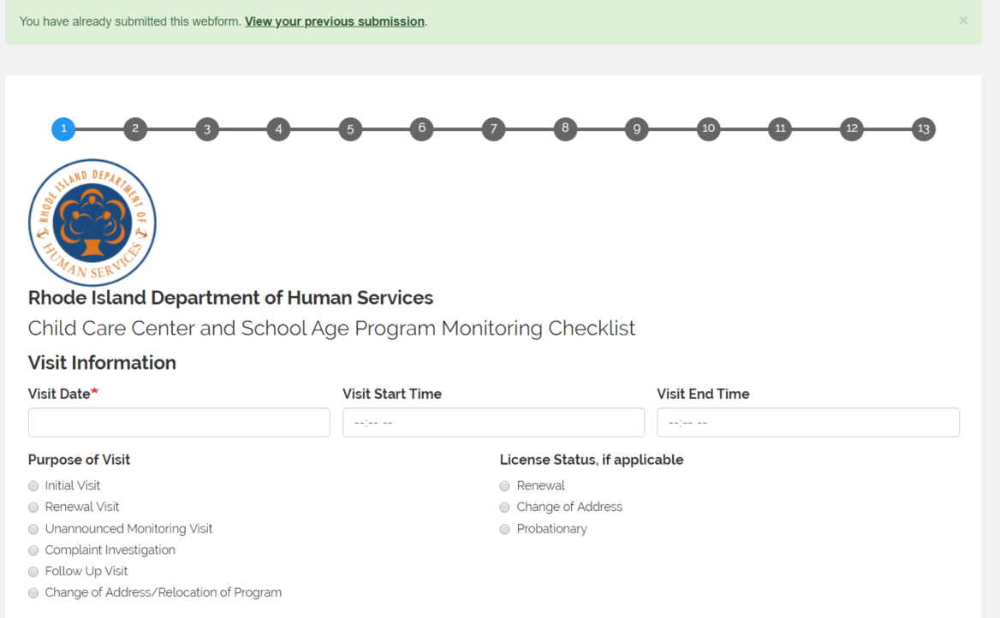 You have already submitted this webform. View your previous submission.
×
1 2 3 4 5 6 7 8 9 10 11 12 13
RHODE ISLAND DEPARTMENT OF
HUMAN SERVICES
Rhode Island Department of Human Services
Child Care Center and School Age Program Monitoring Checklist
Visit Information
Visit Date* Visit Start Time Visit End Time
--:-- -- --:-- --
Purpose of Visit License Status, if applicable
Initial Visit Renewal
Renewal Visit Change of Address
Unannounced Monitoring Visit Probationary
Complaint Investigation
Follow Up Visit
Change of Address/Relocation of Program